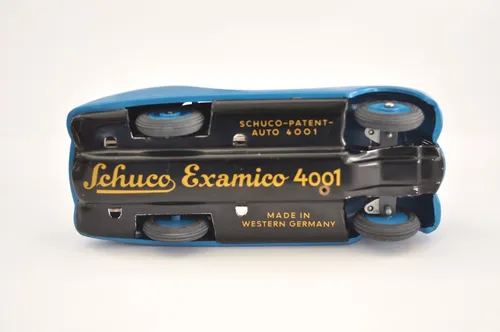 SCHUCO-PATENT-
AUTO 4001
Schuco Examico 4001
MADE IN
WESTERN GERMANY